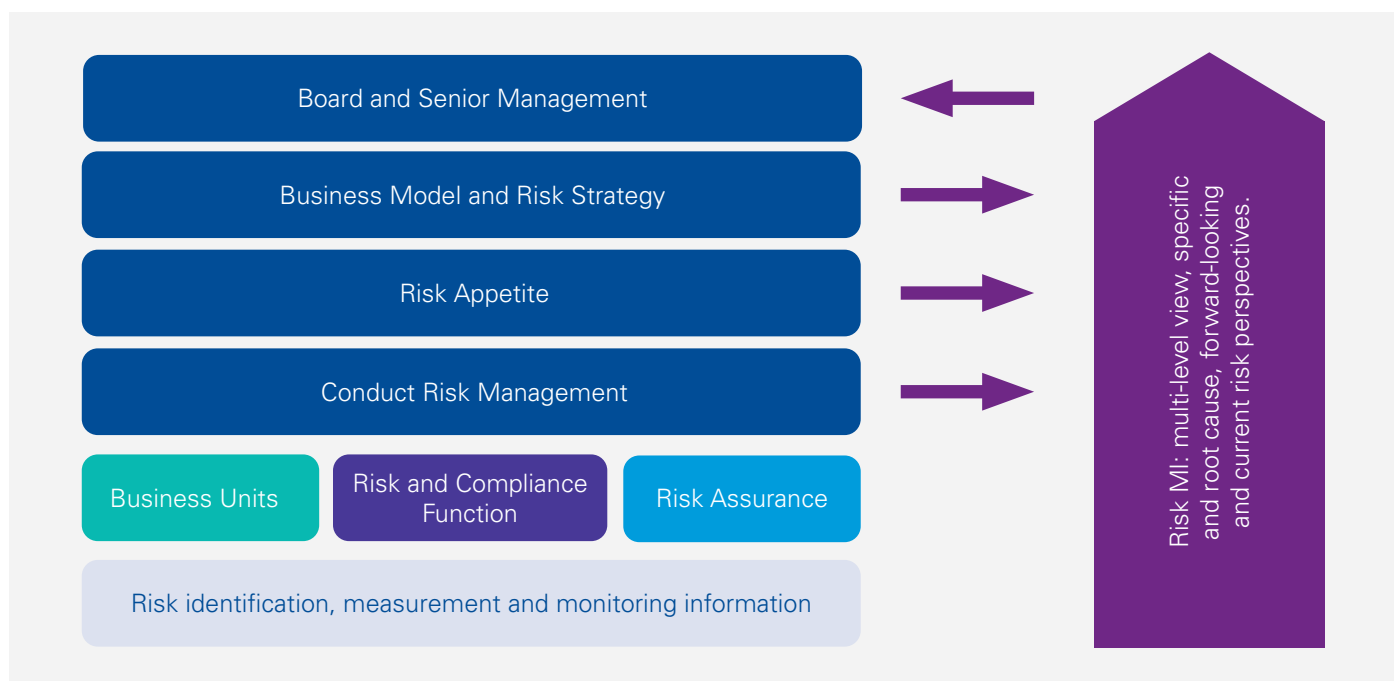 Board and Senior Management
Business Model and Risk Strategy
Risk Appetite
Conduct Risk Management
Business Units
Risk and Compliance
Function
Risk Assurance
Risk identification, measurement and monitoring information
Risk MI: multi-level view, specific
and root cause, forward-looking
and current risk perspectives.